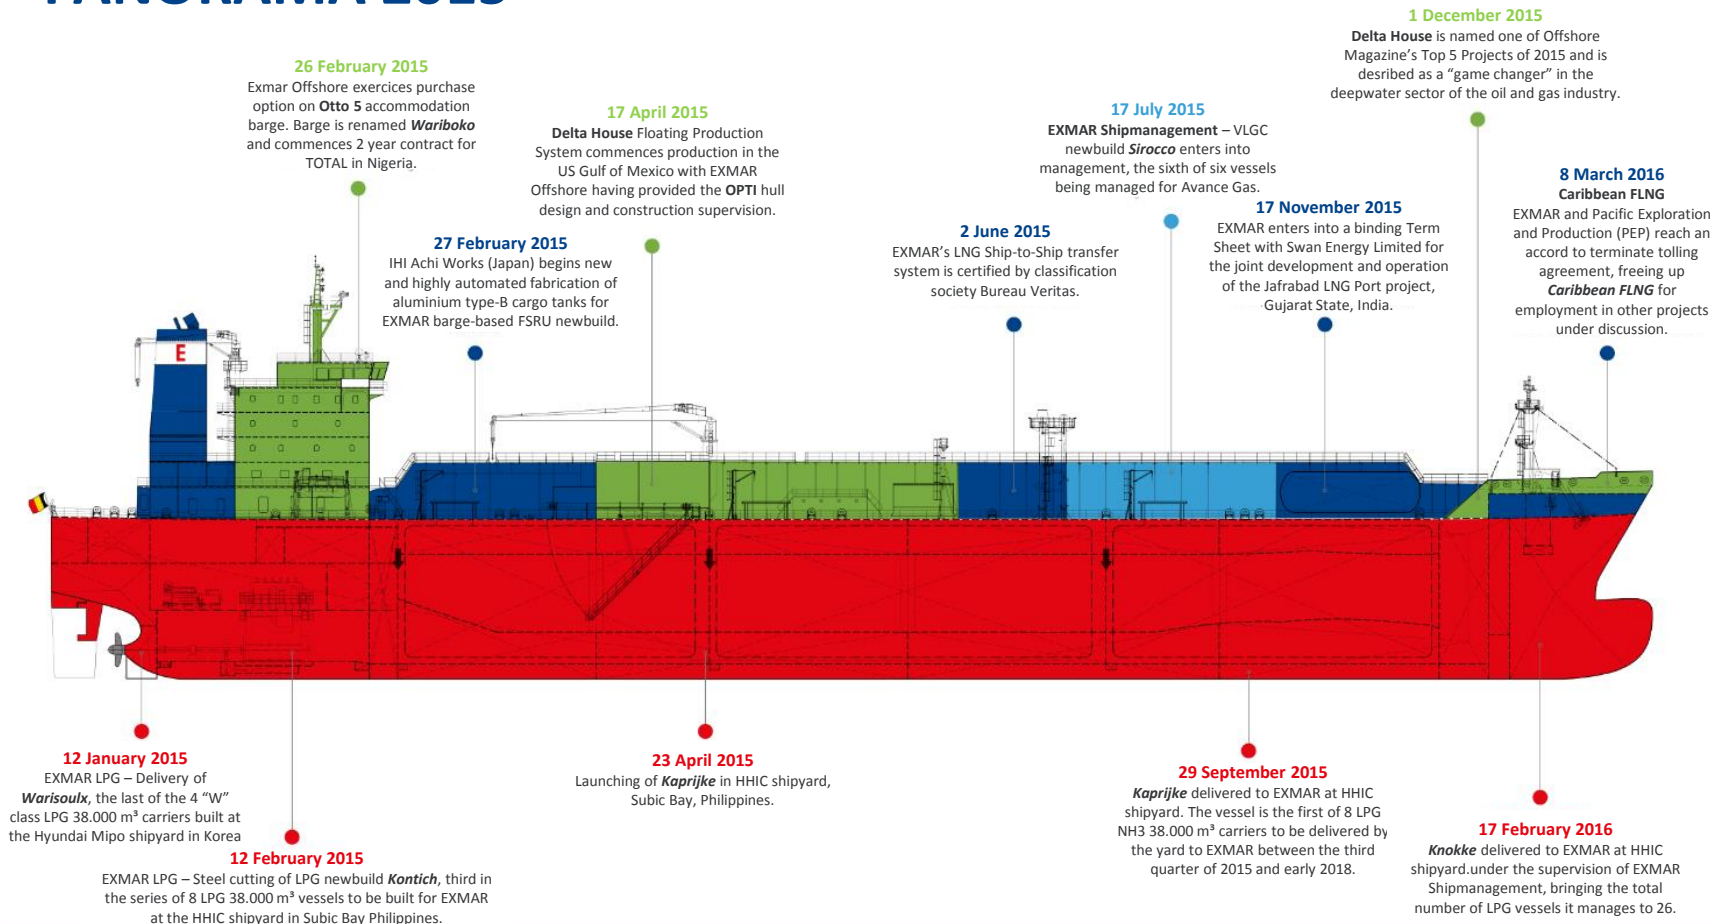 PANORAMA 2015
1 December 2015
Delta House is named one of Offshore
Magazine's Top 5 Projects of 2015 and is
desribed as a "game changer" in the
deepwater sector of the oil and gas industry.
26 February 2015
Exmar Offshore exercices purchase
option on Otto 5 accommodation
barge. Barge is renamed Wariboko
and commences 2 year contract for
TOTAL in Nigeria.
17 April 2015
Delta House Floating Production
System commences production in the
US Gulf of Mexico with EXMAR
Offshore having provided the OPTI hull
design and construction supervision.
17 July 2015
EXMAR Shipmanagement – VLGC
newbuild Sirocco enters into
management, the sixth of six vessels
being managed for Avance Gas.
8 March 2016
Caribbean FLNG
EXMAR and Pacific Exploration
and Production (PEP) reach an
accord to terminate tolling
agreement, freeing up
Caribbean FLNG for
employment in other projects
under discussion.
27 February 2015
IHI Achi Works (Japan) begins new
and highly automated fabrication of
aluminium type-B cargo tanks for
EXMAR barge-based FSRU newbuild.
2 June 2015
EXMAR's LNG Ship-to-Ship transfer
system is certified by classification
society Bureau Veritas.
17 November 2015
EXMAR enters into a binding Term
Sheet with Swan Energy Limited for
the joint development and operation
of the Jafrabad LNG Port project,
Gujarat State, India.
E
12 January 2015
EXMAR LPG – Delivery of
Warisoulx, the last of the 4 "W"
class LPG 38.000 m³ carriers built at
the Hyundai Mipo shipyard in Korea
12 February 2015
EXMAR LPG – Steel cutting of LPG newbuild Kontich, third in
the series of 8 LPG 38.000 m³ vessels to be built for EXMAR
at the HHIC shipyard in Subic Bay Philippines.
23 April 2015
Launching of Kaprijke in HHIC shipyard,
Subic Bay, Philippines.
29 September 2015
Kaprijke delivered to EXMAR at HHIC
shipyard. The vessel is the first of 8 LPG
NH3 38.000 m³ carriers to be delivered by
the yard to EXMAR between the third
quarter of 2015 and early 2018.
17 February 2016
Knokke delivered to EXMAR at HHIC
shipyard.under the supervision of EXMAR
Shipmanagement, bringing the total
number of LPG vessels it manages to 26.